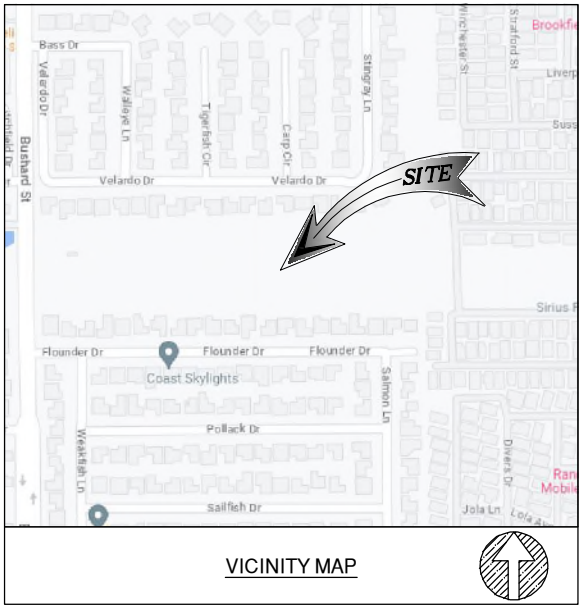 Bass Dr
Velardo Dr
Walleye Ln
Tigerfish Cir
Carp Cir
Stingray Ln
Winchester St
Stratford St
Brookfie
Liverp
Suss
Bushard St
Velardo Dr
Velardo Dr
SITE
Sirius
Flounder Dr
Flounder Dr
Flounder Dr
Coast Skylights
Salmon Ln
Pollack Dr
Weakfish Ln
Divers Dr
Ran
Mobile
Sailfish Dr
Jola Ln
Lola Av
VICINITY MAP